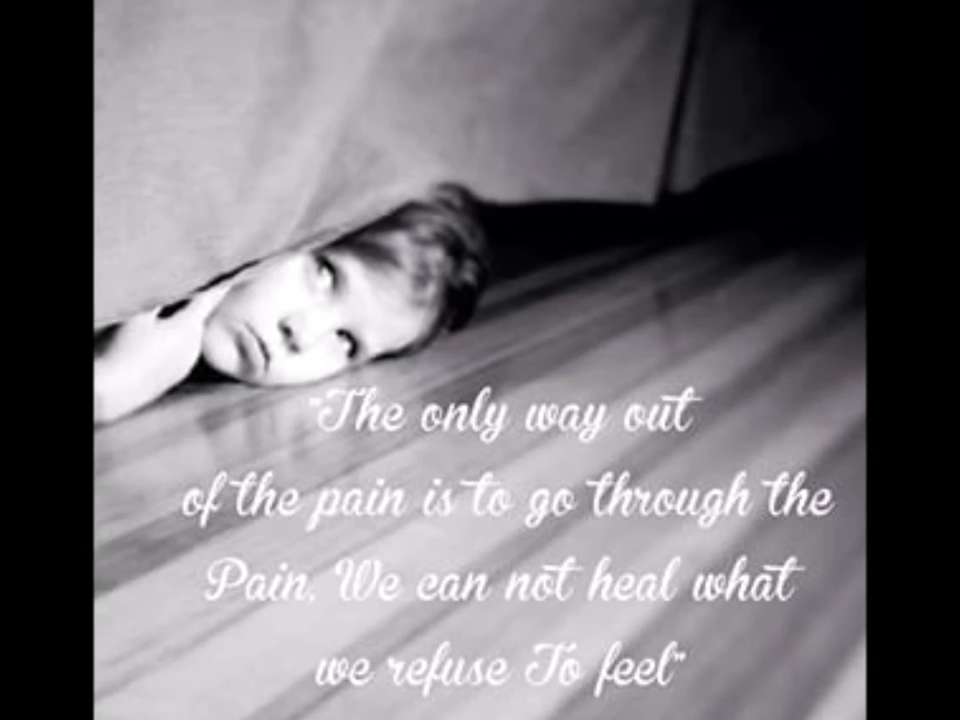 "The only way out
of the pain is to go through the
Pain. We can not heal what
we refuse To feel"